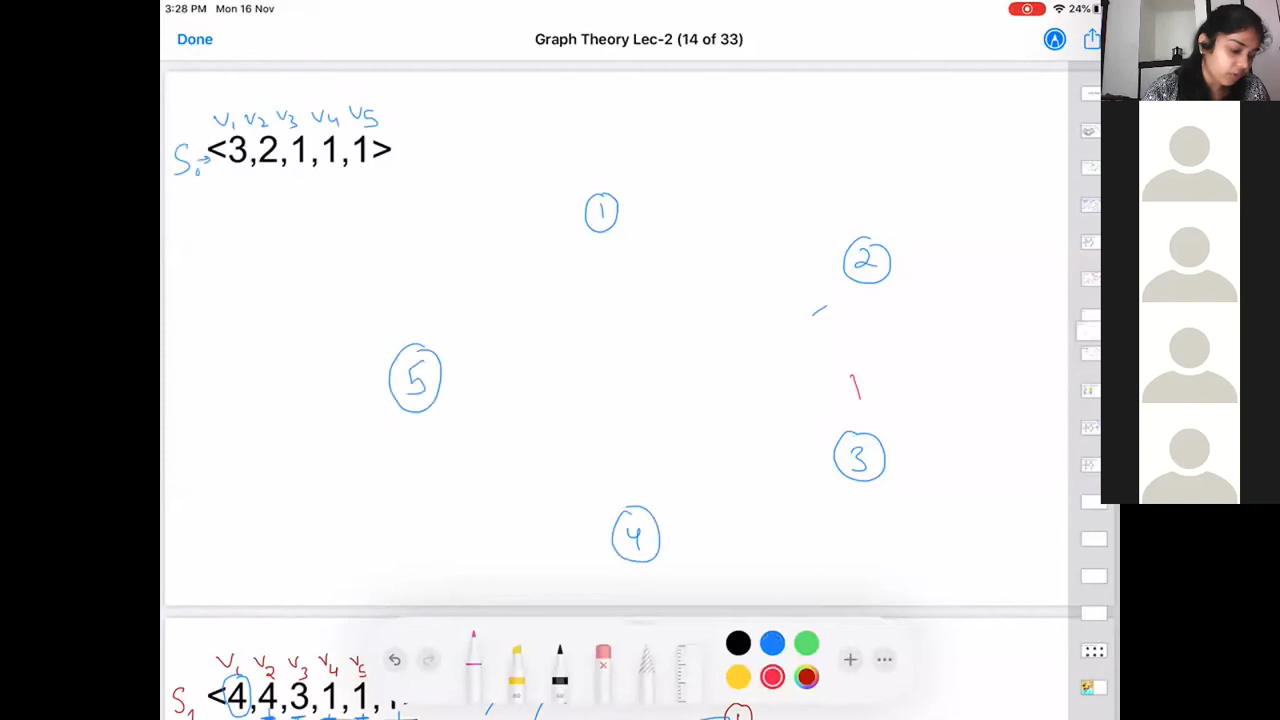 3:28 PM Mon 16 Nov
24%
Done
Graph Theory Lec-2 (14 of 33)
V1 V2 V3 V4 V5
S0 → <3,2,1,1,1>
1
2
5
3
4
V1 V2 V3 V4 V5
S1 <4,4,3,1,1,